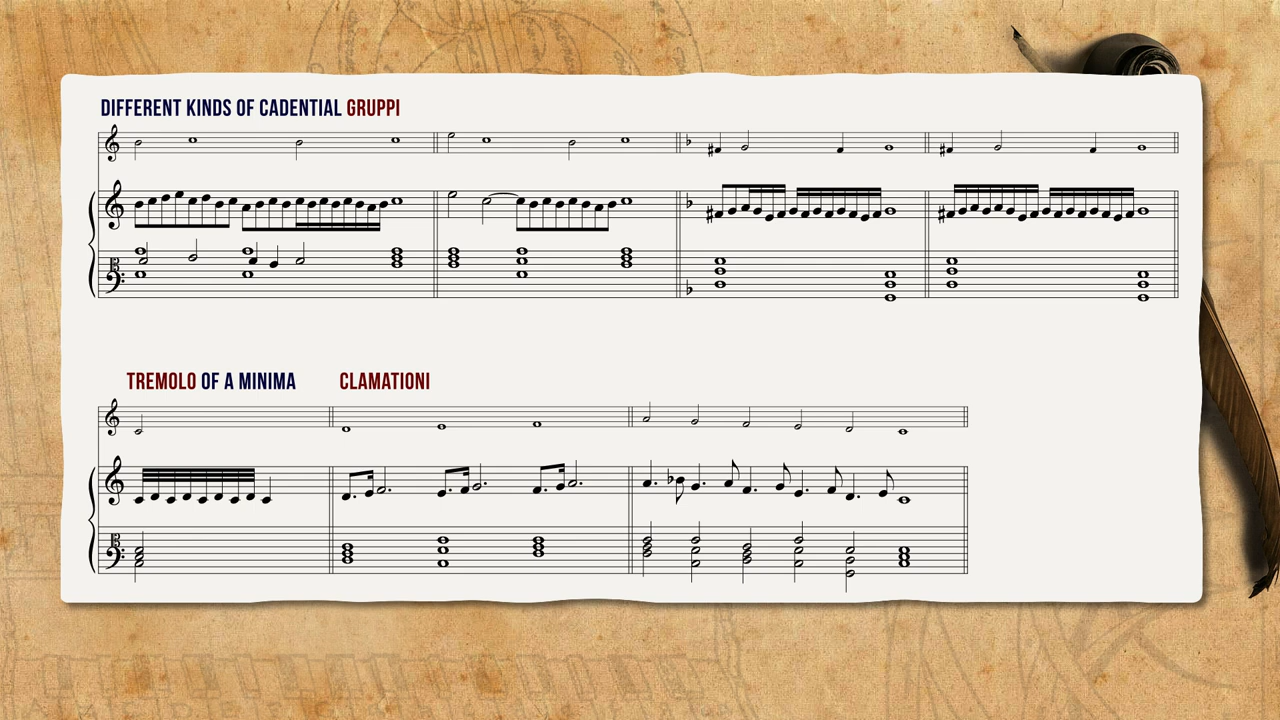 DIFFERENT KINDS OF CADENTIAL GRUPPI
TREMOLO OF A MINIMA
CLAMATIONI